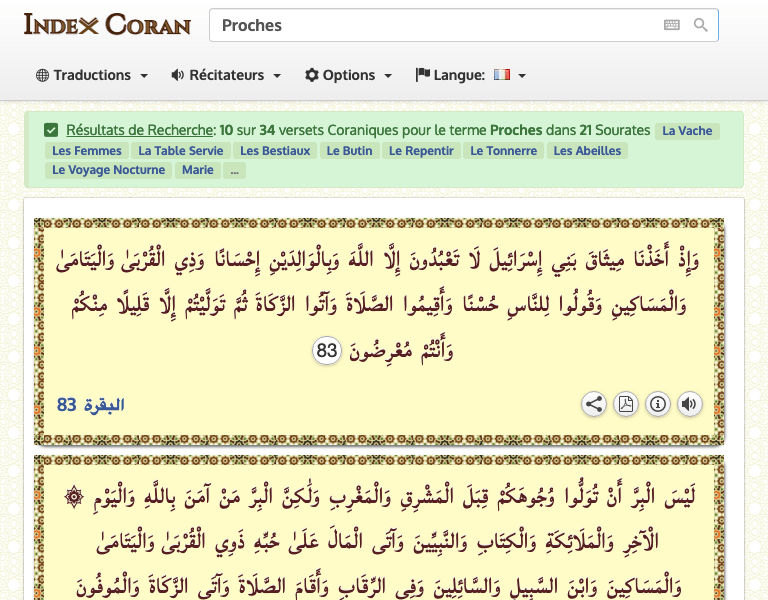 Index Coran
Proches
Traductions
Récitateurs
Options
Langue:
Résultats de Recherche: 10 sur 34 versets Coraniques pour le terme Proches dans 21 Sourates La Vache
Les Femmes La Table Servie Les Bestiaux Le Butin Le Repentir Le Tonnerre Les Abeilles
Le Voyage Nocturne Marie ...
وَإِذْ أَخَذْنَا مِيثَاقَ بَنِي إِسْرَائِيلَ لَا تَعْبُدُونَ إِلَّا اللَّهَ وَبِالْوَالِدَيْنِ إِحْسَانًا وَذِي الْقُرْبَىٰ وَالْيَتَامَىٰ
وَالْمَسَاكِينِ وَقُولُوا لِلنَّاسِ حُسْنًا وَأَقِيمُوا الصَّلَاةَ وَآتُوا الزَّكَاةَ ثُمَّ تَوَلَّيْتُمْ إِلَّا قَلِيلًا مِنْكُمْ
وَأَنْتُمْ مُعْرِضُونَ 83
البقرة 83
لَيْسَ الْبِرَّ أَنْ تُوَلُّوا وُجُوهَكُمْ قِبَلَ الْمَشْرِقِ وَالْمَغْرِبِ وَلَٰكِنَّ الْبِرَّ مَنْ آمَنَ بِاللَّهِ وَالْيَوْمِ ۞
الْآخِرِ وَالْمَلَائِكَةِ وَالْكِتَابِ وَالنَّبِيِّينَ وَآتَى الْمَالَ عَلَىٰ حُبِّهِ ذَوِي الْقُرْبَىٰ وَالْيَتَامَىٰ
وَالْمَسَاكِينَ وَابْنَ السَّبِيلِ وَالسَّائِلِينَ وَفِي الرِّقَابِ وَأَقَامَ الصَّلَاةَ وَآتَى الزَّكَاةَ وَالْمُوفُونَ